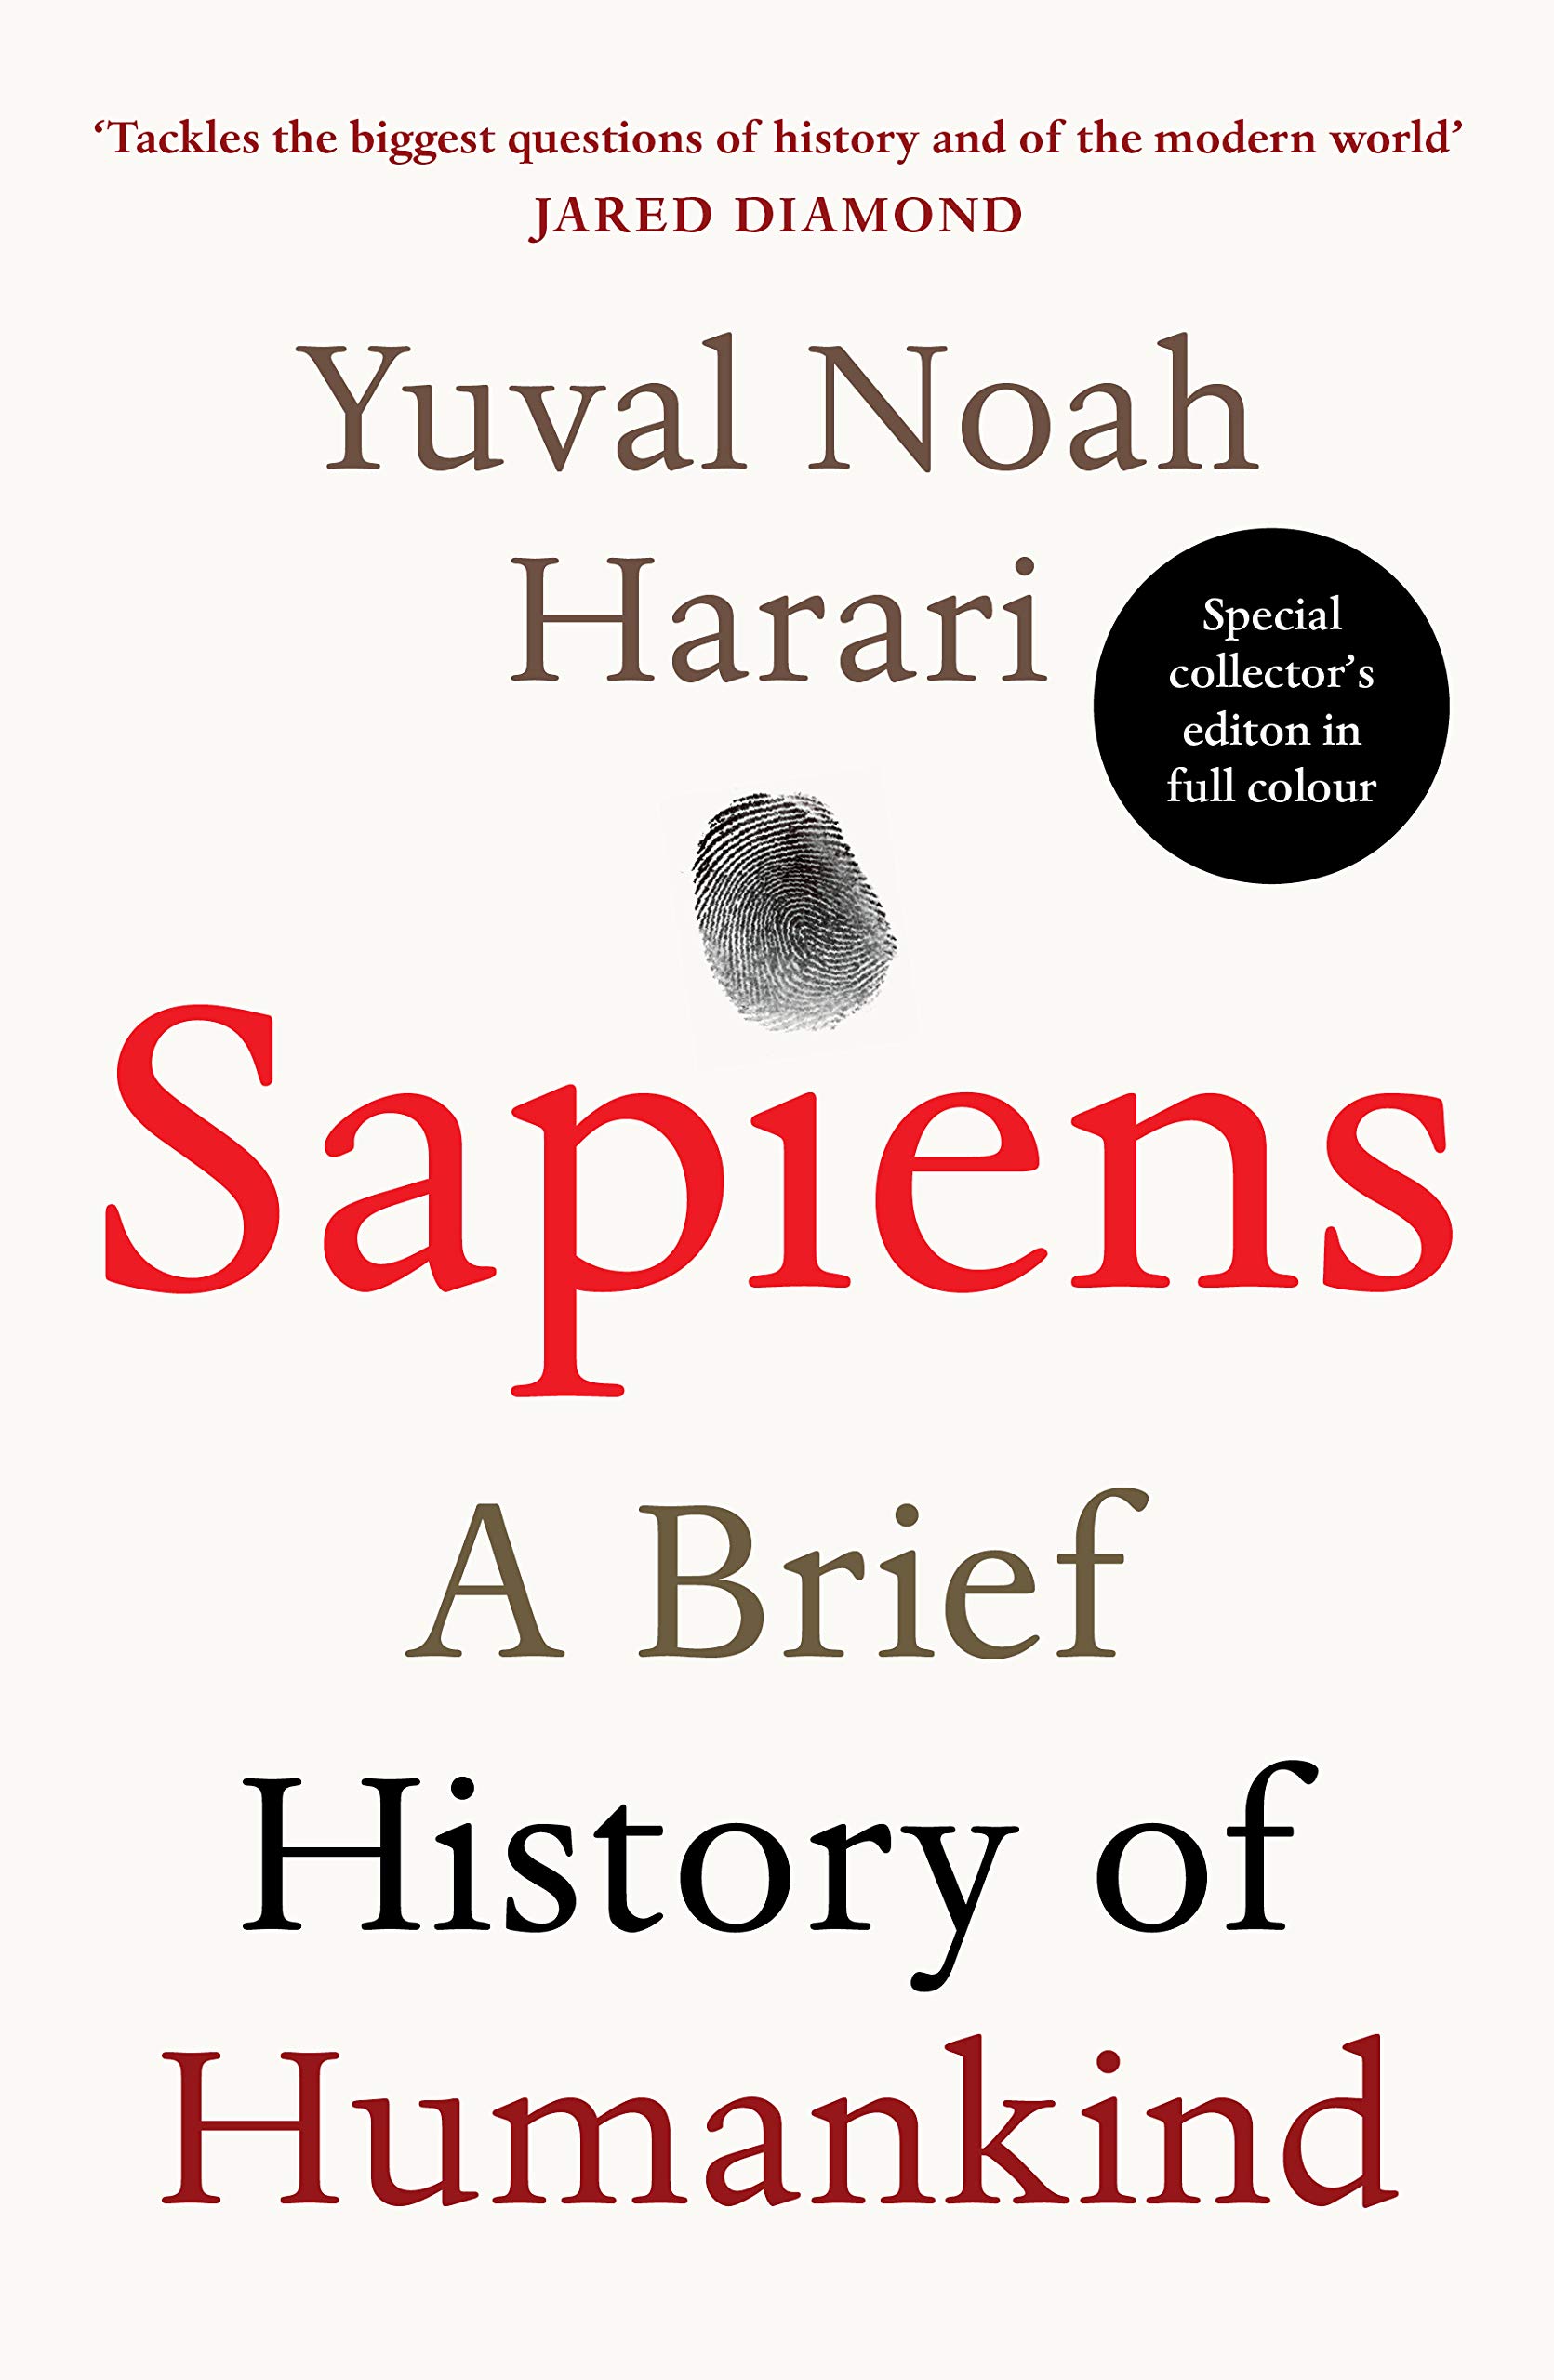 ‘Tackles the biggest questions of history and of the modern world’
JARED DIAMOND
Yuval Noah
Harari
Special
collector’s
editon in
full colour
Sapiens
A Brief
History of
Humankind